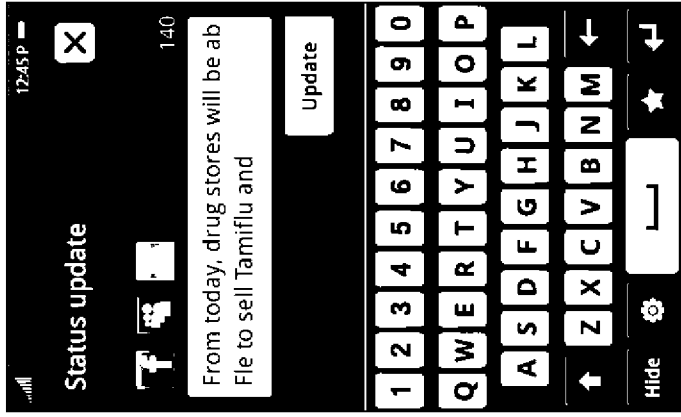 12:45 P
Status update
140
From today, drug stores will be ab
Fle to sell Tamiflu and
Update
1 2 3 4 5 6 7 8 9 0
Q W E R T Y U I O P
A S D F G H J K L
Z X C V B N M
Hide